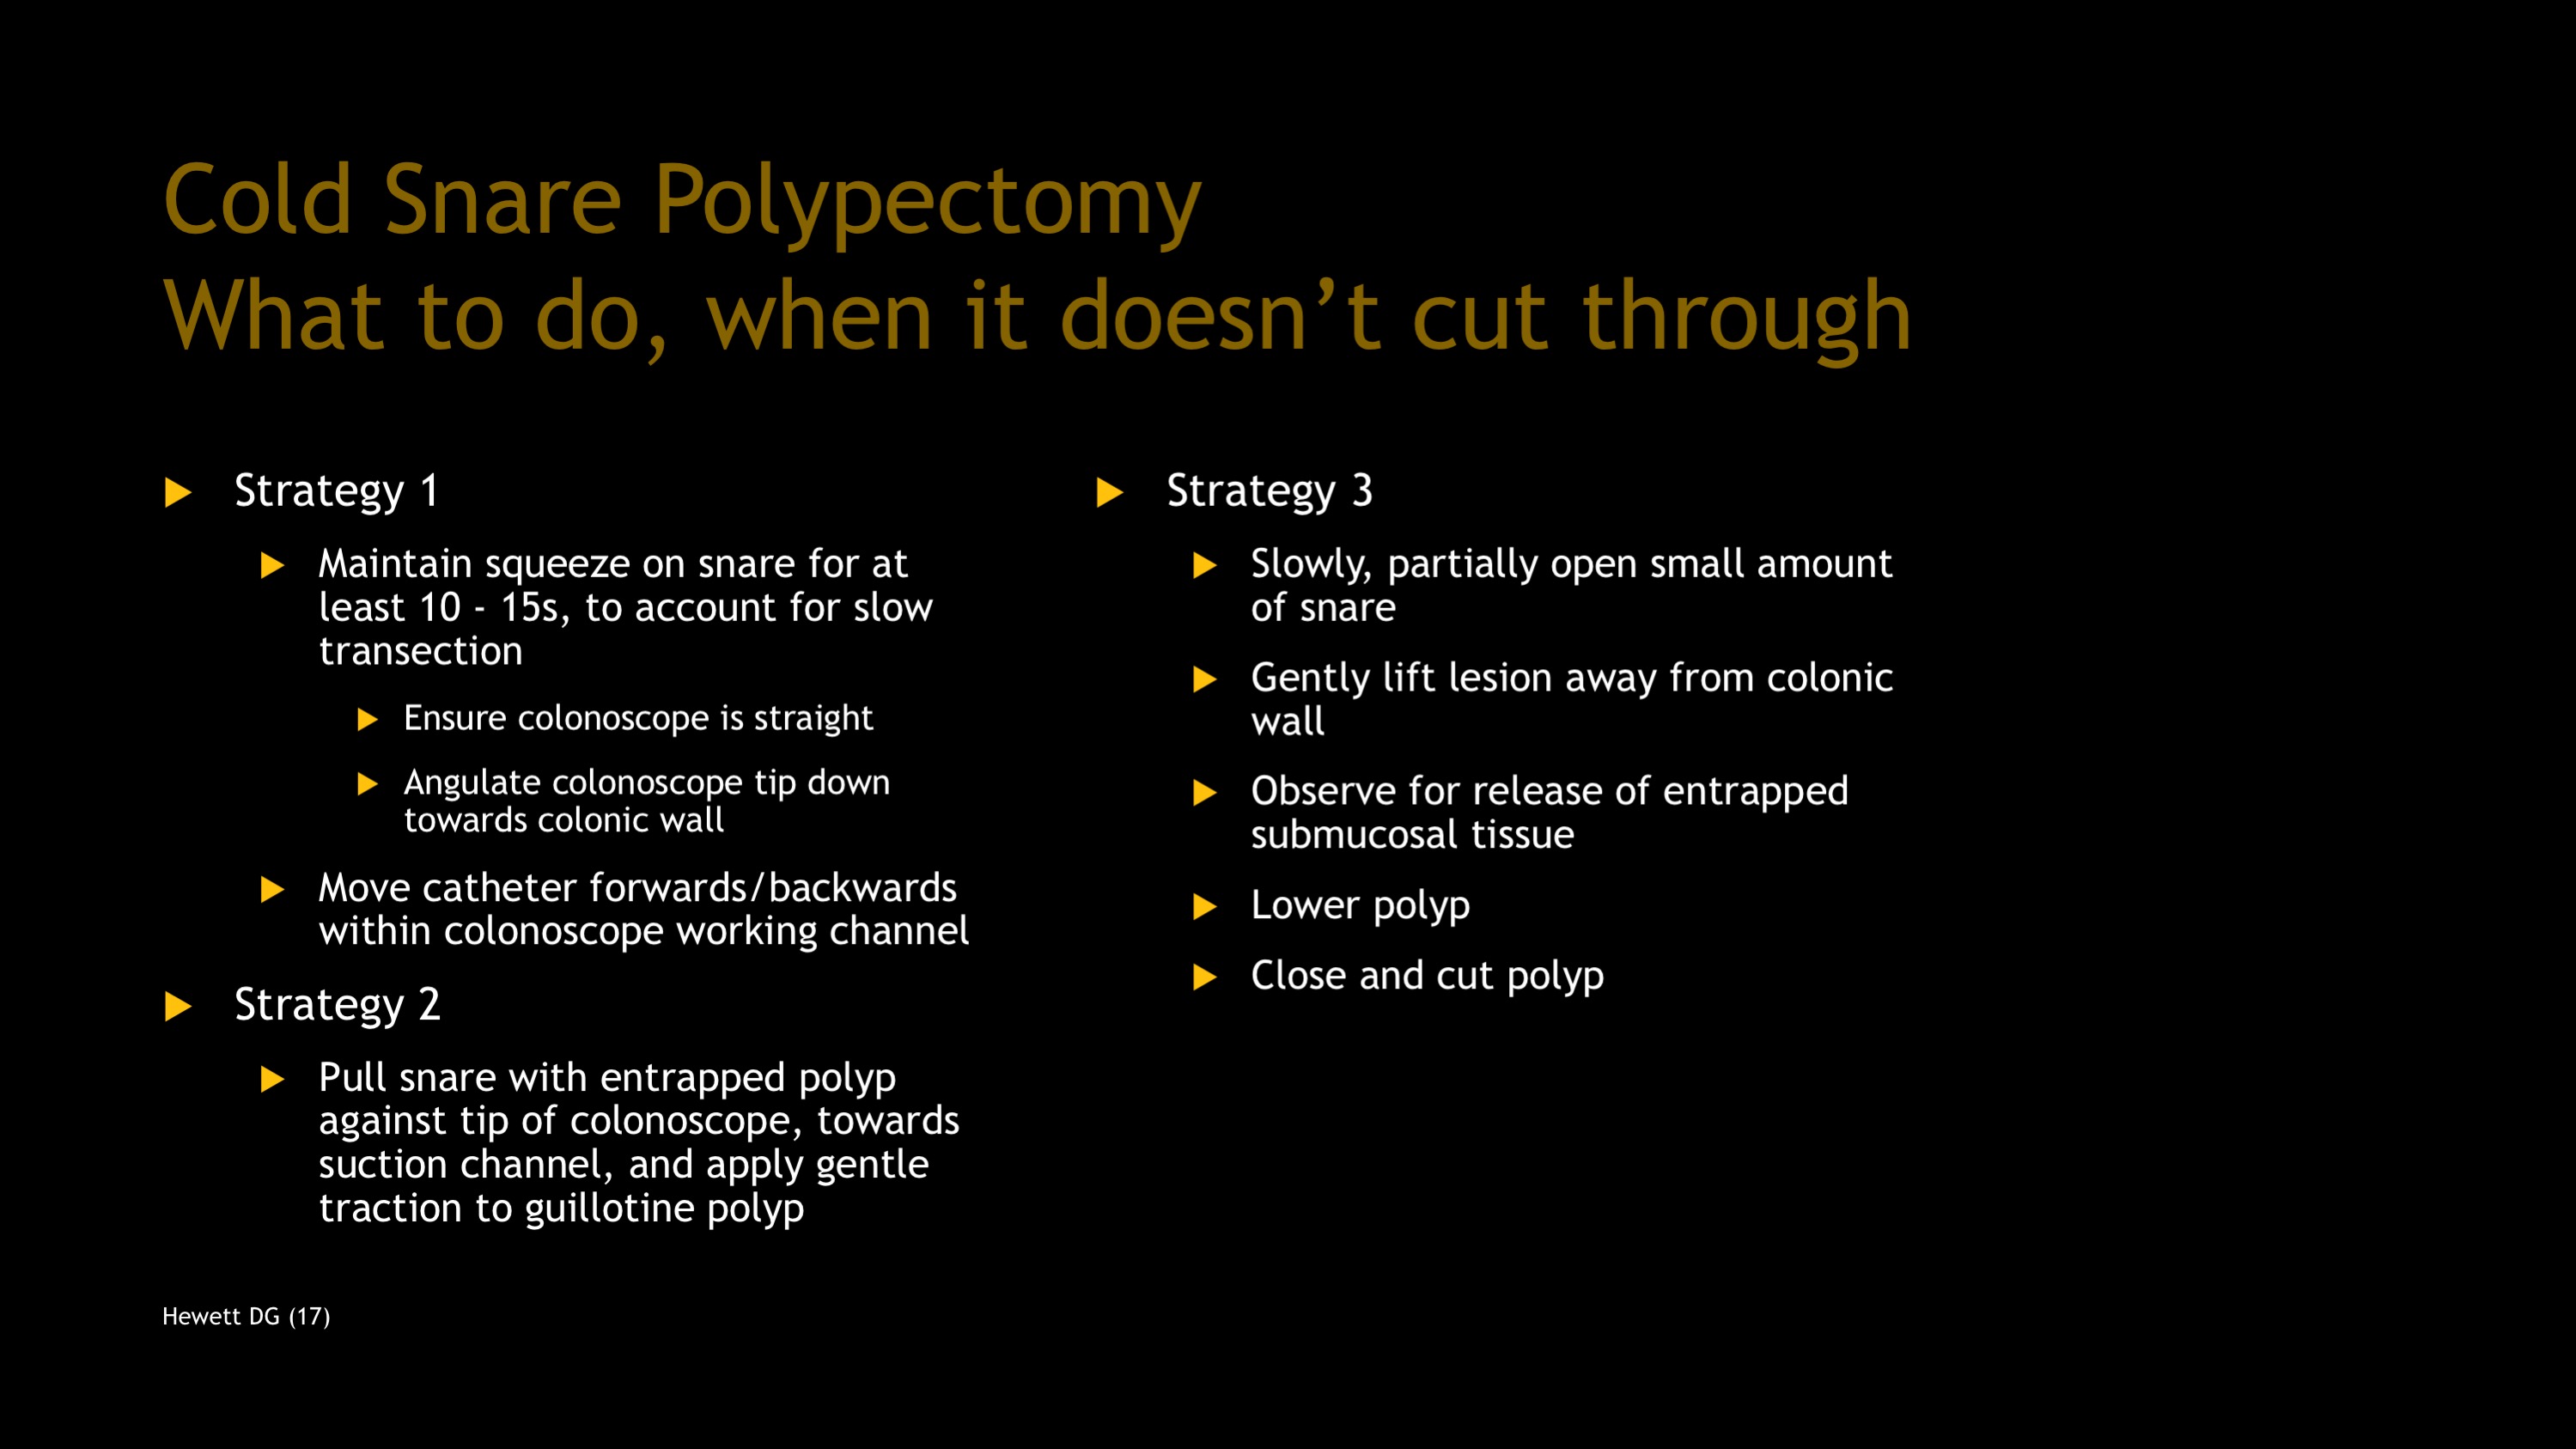 Cold Snare Polypectomy
What to do, when it doesn’t cut through
Strategy 1
Maintain squeeze on snare for at
least 10 - 15s, to account for slow
transection
Ensure colonoscope is straight
Angulate colonoscope tip down
towards colonic wall
Move catheter forwards/backwards
within colonoscope working channel
Strategy 2
Pull snare with entrapped polyp
against tip of colonoscope, towards
suction channel, and apply gentle
traction to guillotine polyp
Strategy 3
Slowly, partially open small amount
of snare
Gently lift lesion away from colonic
wall
Observe for release of entrapped
submucosal tissue
Lower polyp
Close and cut polyp
Hewett DG (17)